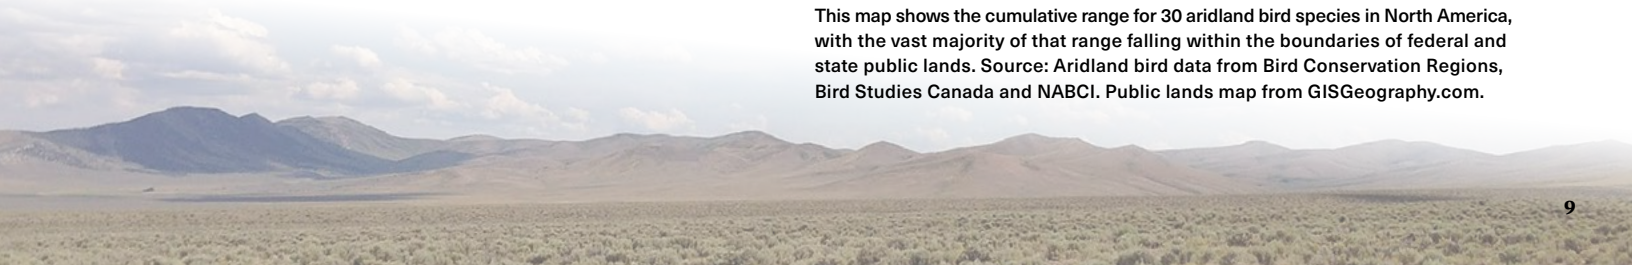 This map shows the cumulative range for 30 aridland bird species in North America,
with the vast majority of that range falling within the boundaries of federal and
state public lands. Source: Aridland bird data from Bird Conservation Regions,
Bird Studies Canada and NABCI. Public lands map from GISGeography.com.
9